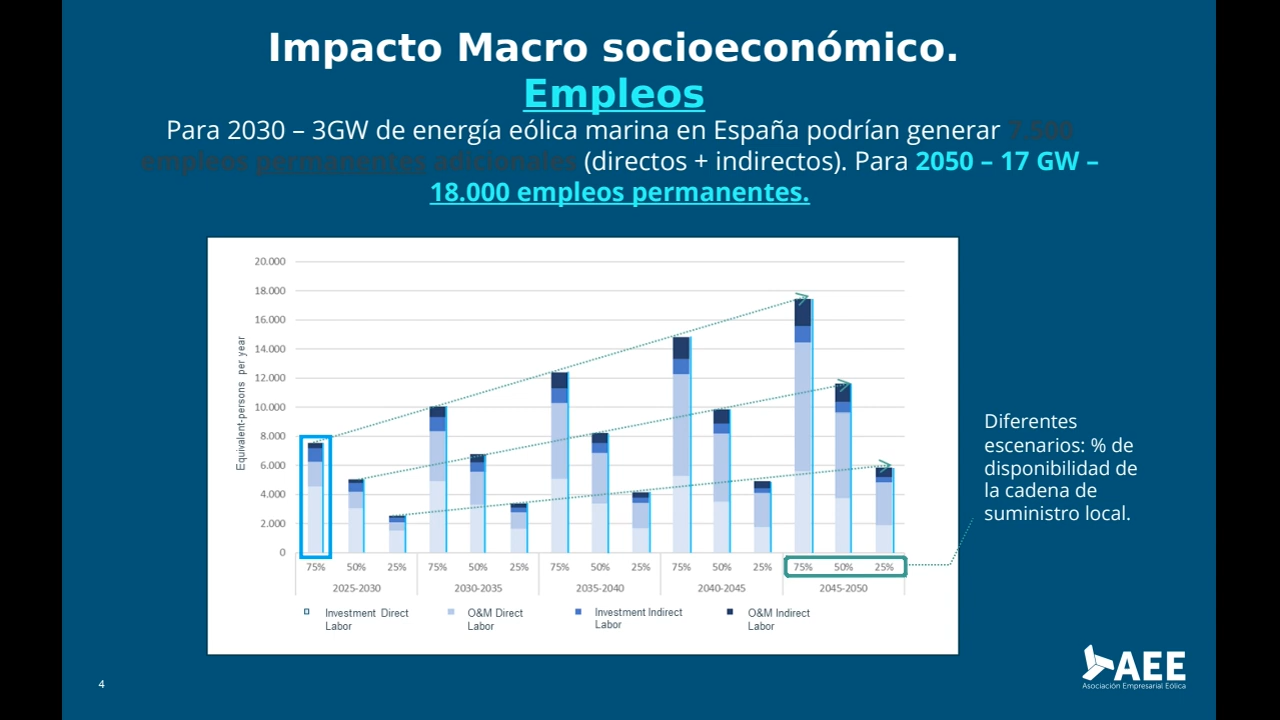 Impacto Macro socioeconómico.
Empleos
Para 2030 – 3GW de energía eólica marina en España podrían generar 7.500
empleos permanentes adicionales (directos + indirectos). Para 2050 – 17 GW –
18.000 empleos permanentes.
20.000
18.000
16.000
14.000
12.000
10.000
8.000
6.000
4.000
2.000
0
Equivalent-persons per year
75% 50% 25% 75% 50% 25% 75% 50% 25% 75% 50% 25% 75% 50% 25%
2025-2030 2030-2035 2035-2040 2040-2045 2045-2050
Investment Direct
Labor
O&M Direct
Labor
Investment Indirect
Labor
O&M Indirect
Labor
Diferentes
escenarios: % de
disponibilidad de
la cadena de
suministro local.
4
AEE
Asociación Empresarial Eólica